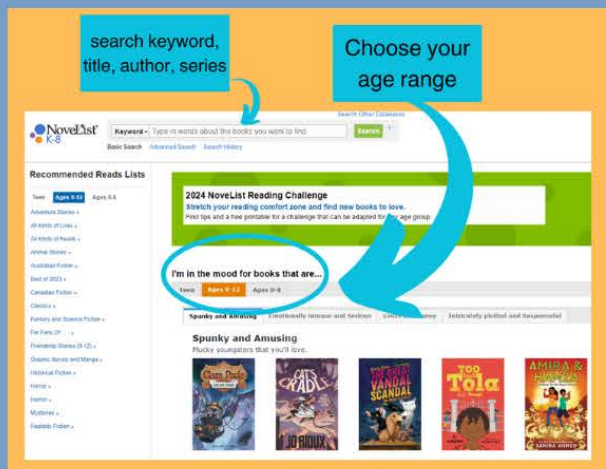 search keyword,
title, author, series
Choose your
age range
Search Other Databases
NoveList
K-8
Keyword
Type in words about the books you want to find
Search
Basic Search Advanced Search Search History
Recommended Reads Lists
Teen Ages 9-12 Ages 0-8
Adventure Stories »
All Kinds of Lives »
All Kinds of Reads »
Animal Stories »
Australian Fiction »
Best of 2023 »
Canadian Fiction »
Classics »
Fantasy and Science Fiction »
For Fans Of... »
Friendship Stories (9-12) »
Graphic Novels and Manga »
Historical Fiction »
Horror »
Humor »
Mysteries »
Realistic Fiction »
2024 NoveList Reading Challenge
Stretch your reading comfort zone and find new books to love.
Find tips and a free printable for a challenge that can be adapted for any age group
I'm in the mood for books that are...
Teen Ages 9-12 Ages 0-8
Spunky and Amusing Emotionally Intense and Serious Intricately plotted and Suspenseful
Spunky and Amusing
Plucky youngsters that you'll love.
CAT'S
CRADLE
JO RIOUX
THE GREAT
VANDAL
SCANDAL
TOO
Small
Tola
AMIRA &
HAMZA
SAMIRA AHMED